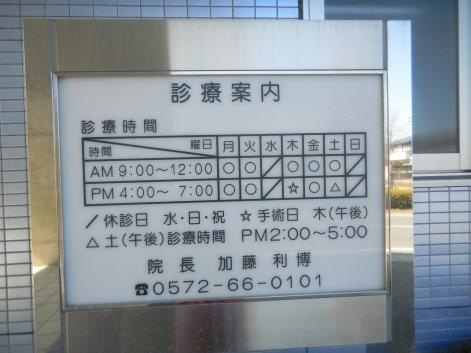 診療案内
診療時間
時間 曜日 月 火 水 木 金 土 日
AM 9:00～12:00 ○ ○ ／ ○ ○ ○ ／
PM 4:00～ 7:00 ○ ○ ／ ☆ ○ △ ／
／休診日 水・日・祝 ☆手術日 木(午後)
△土(午後)診療時間 PM2:00～5:00
院長 加藤利博
☎0572-66-0101